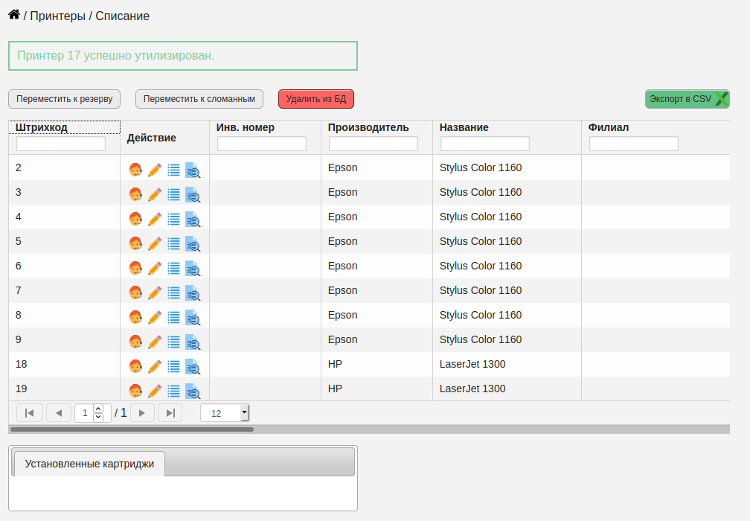 / Принтеры / Списание
Принтер 17 успешно утилизирован.
Переместить к резерву Переместить к сломанным Удалить из БД Экспорт в CSV
Штрихкод Действие Инв. номер Производитель Название Филиал
2 Epson Stylus Color 1160
3 Epson Stylus Color 1160
4 Epson Stylus Color 1160
5 Epson Stylus Color 1160
6 Epson Stylus Color 1160
7 Epson Stylus Color 1160
8 Epson Stylus Color 1160
9 Epson Stylus Color 1160
18 HP LaserJet 1300
19 HP LaserJet 1300
1 / 1 12
Установленные картриджи